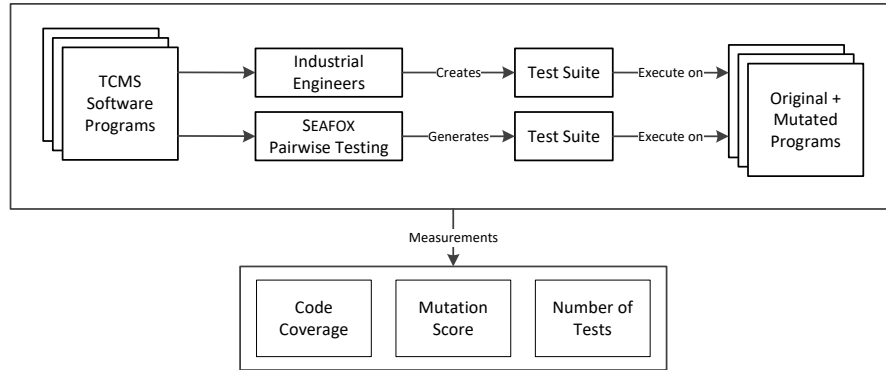 TCMS
Software
Programs
Industrial
Engineers
Creates
Test Suite
Execute on
SEAFOX
Pairwise Testing
Generates
Test Suite
Execute on
Original +
Mutated
Programs
Measurements
Code
Coverage
Mutation
Score
Number of
Tests